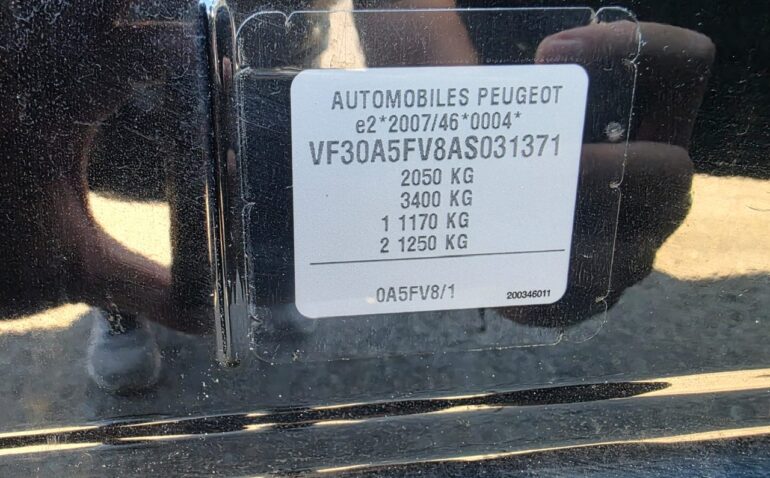 AUTOMOBILES PEUGEOT
e2*2007/46*0004*
VF30A5FV8AS031371
2050 KG
3400 KG
1 1170 KG
2 1250 KG
0A5FV8/1
200346011